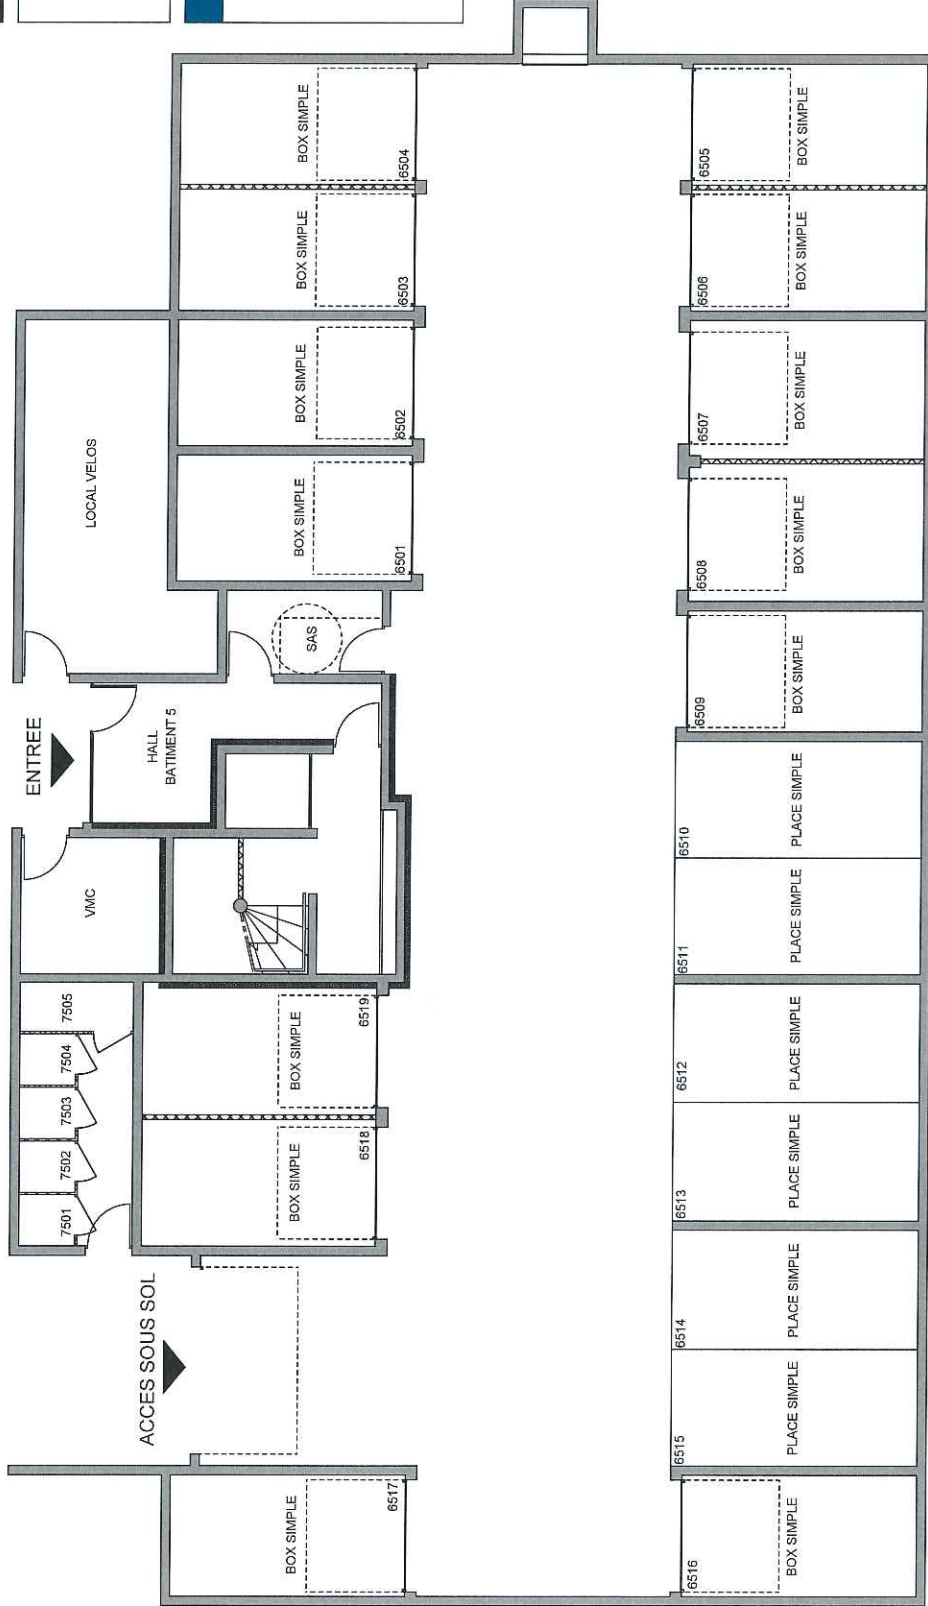 BOX SIMPLE
6504
BOX SIMPLE
6503
BOX SIMPLE
6502
BOX SIMPLE
6501
6505
BOX SIMPLE
6506
BOX SIMPLE
6507
BOX SIMPLE
6508
BOX SIMPLE
6509
BOX SIMPLE
LOCAL VELOS
SAS
ENTREE
HALL
BATIMENT 5
VMC
6510
PLACE SIMPLE
6511
PLACE SIMPLE
6512
PLACE SIMPLE
6513
PLACE SIMPLE
6514
PLACE SIMPLE
6515
PLACE SIMPLE
6516
BOX SIMPLE
7505
7504
7503
7502
7501
BOX SIMPLE
6519
BOX SIMPLE
6518
ACCES SOUS SOL
BOX SIMPLE
6517